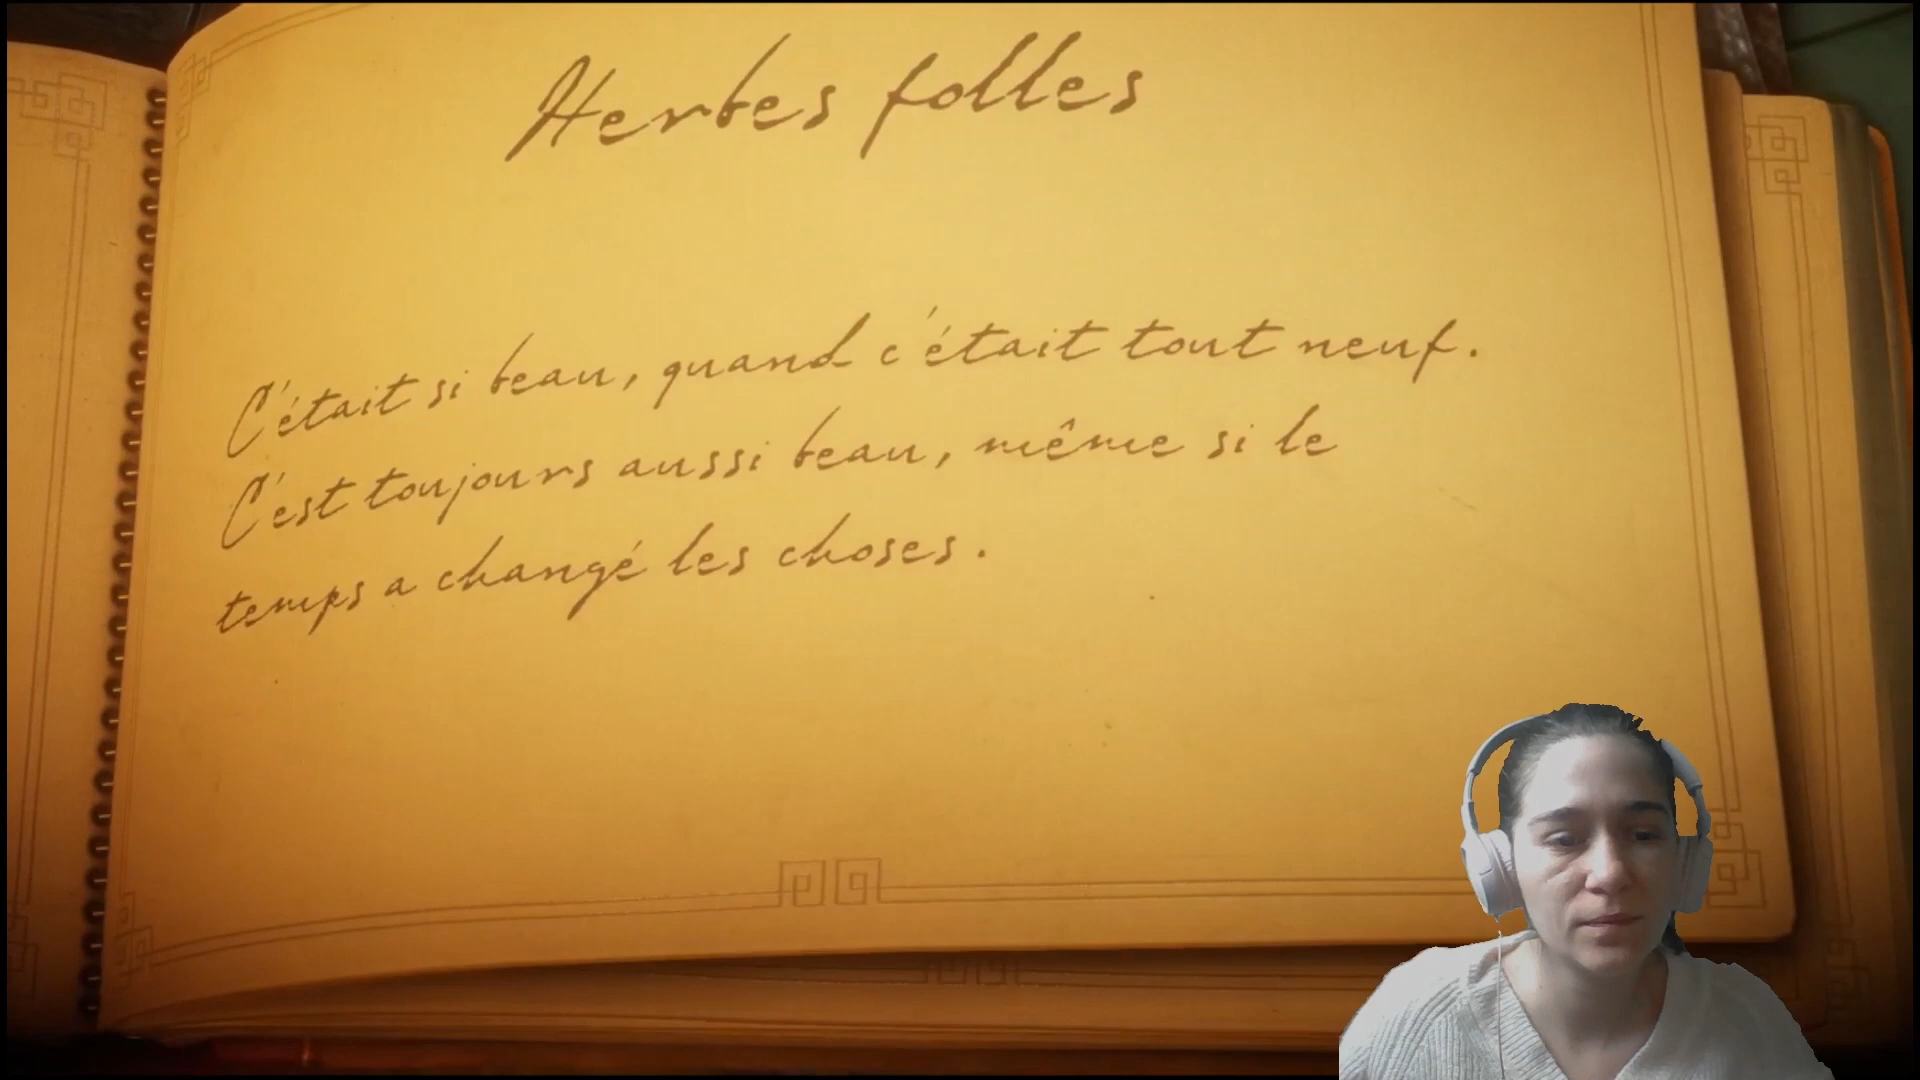 Herbes folles
C'était si beau, quand c'était tout neuf.
C'est toujours aussi beau, même si le
temps a changé les choses.